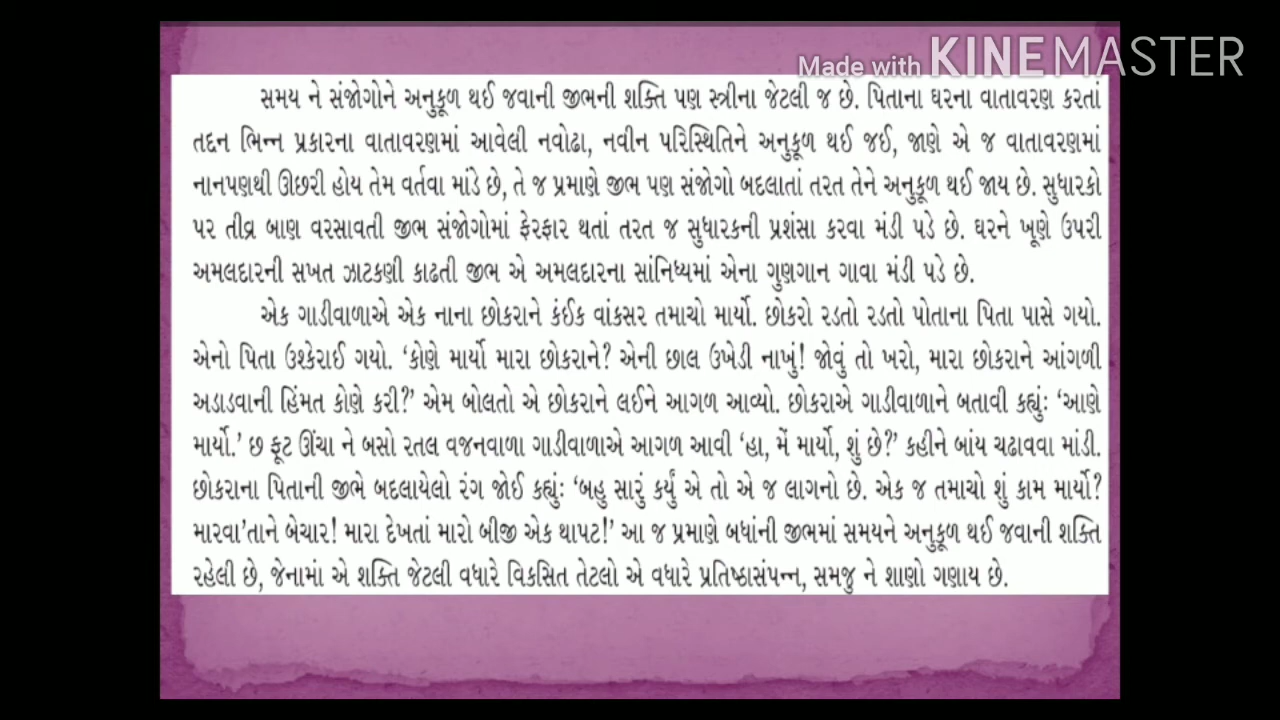 Made with KINEMASTER
સમય ને સંજોગોને અનુકૂળ થઈ જવાની જીભની શક્તિ પણ સ્ત્રીના જેટલી જ છે. પિતાના ઘરના વાતાવરણ કરતાં
તદ્દન ભિન્ન પ્રકારના વાતાવરણમાં આવેલી નવોઢા, નવીન પરિસ્થિતિને અનુકૂળ થઈ જઈ, જાણે એ જ વાતાવરણમાં
નાનપણથી ઊછરી હોય તેમ વર્તવા માંડે છે, તે જ પ્રમાણે જીભ પણ સંજોગો બદલાતાં તરત તેને અનુકૂળ થઈ જાય છે. સુધારકો
પર તીવ્ર બાણ વરસાવતી જીભ સંજોગોમાં ફેરફાર થતાં તરત જ સુધારકની પ્રશંસા કરવા મંડી પડે છે. ઘરને ખૂણે ઉપરી
અમલદારની સખત ઝાટકણી કાઢતી જીભ એ અમલદારના સાંનિધ્યમાં એના ગુણગાન ગાવા મંડી પડે છે.
એક ગાડીવાળાએ એક નાના છોકરાને કંઈક વાંકસર તમાચો માર્યો. છોકરો રડતો રડતો પોતાના પિતા પાસે ગયો.
એનો પિતા ઉશ્કેરાઈ ગયો. ‘કોણે માર્યો મારા છોકરાને? એની છાલ ઉખેડી નાખું! જોવું તો ખરો, મારા છોકરાને આંગળી
અડાડવાની હિંમત કોણે કરી?’ એમ બોલતો એ છોકરાને લઈને આગળ આવ્યો. છોકરાએ ગાડીવાળાને બતાવી કહ્યુંઃ ‘આણે
માર્યો.’ છ ફૂટ ઊંચા ને બસો રતલ વજનવાળા ગાડીવાળાએ આગળ આવી ‘હા, મેં માર્યો, શું છે?’ કહીને બાંય ચઢાવવા માંડી.
છોકરાના પિતાની જીભે બદલાયેલો રંગ જોઈ કહ્યુંઃ ‘બહુ સારું કર્યું એ તો એ જ લાગનો છે. એક જ તમાચો શું કામ માર્યો?
મારવા’તાને બેચાર! મારા દેખતાં મારો બીજી એક થાપટ!’ આ જ પ્રમાણે બધાંની જીભમાં સમયને અનુકૂળ થઈ જવાની શક્તિ
રહેલી છે, જેનામાં એ શક્તિ જેટલી વધારે વિકસિત તેટલો એ વધારે પ્રતિષ્ઠાસંપન્ન, સમજુ ને શાણો ગણાય છે.